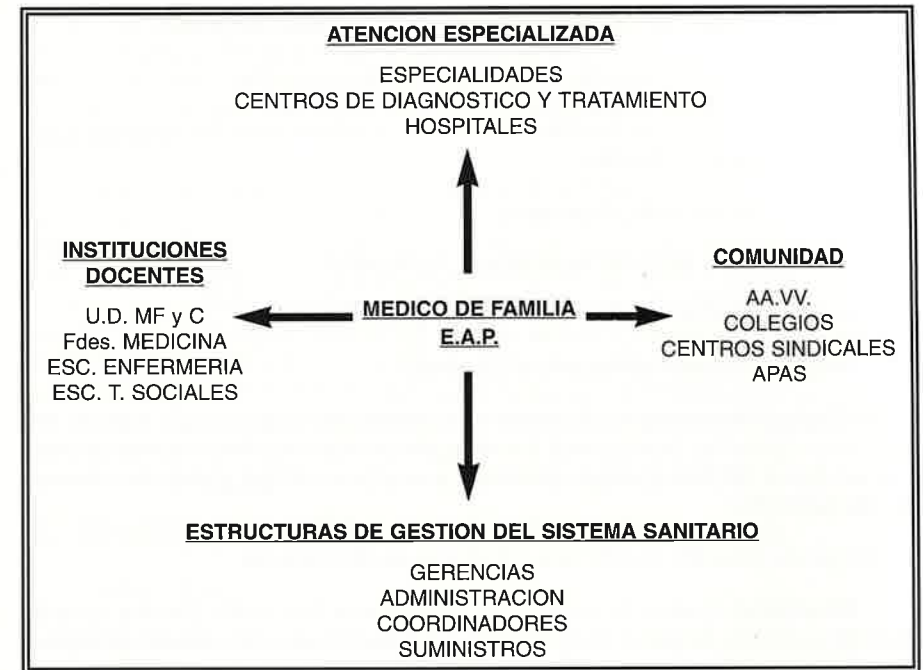 ATENCION ESPECIALIZADA
ESPECIALIDADES
CENTROS DE DIAGNOSTICO Y TRATAMIENTO
HOSPITALES
INSTITUCIONES
DOCENTES
U.D. MF y C
Fdes. MEDICINA
ESC. ENFERMERIA
ESC. T. SOCIALES
MEDICO DE FAMILIA
E.A.P.
COMUNIDAD
AA.VV.
COLEGIOS
CENTROS SINDICALES
APAS
ESTRUCTURAS DE GESTION DEL SISTEMA SANITARIO
GERENCIAS
ADMINISTRACION
COORDINADORES
SUMINISTROS